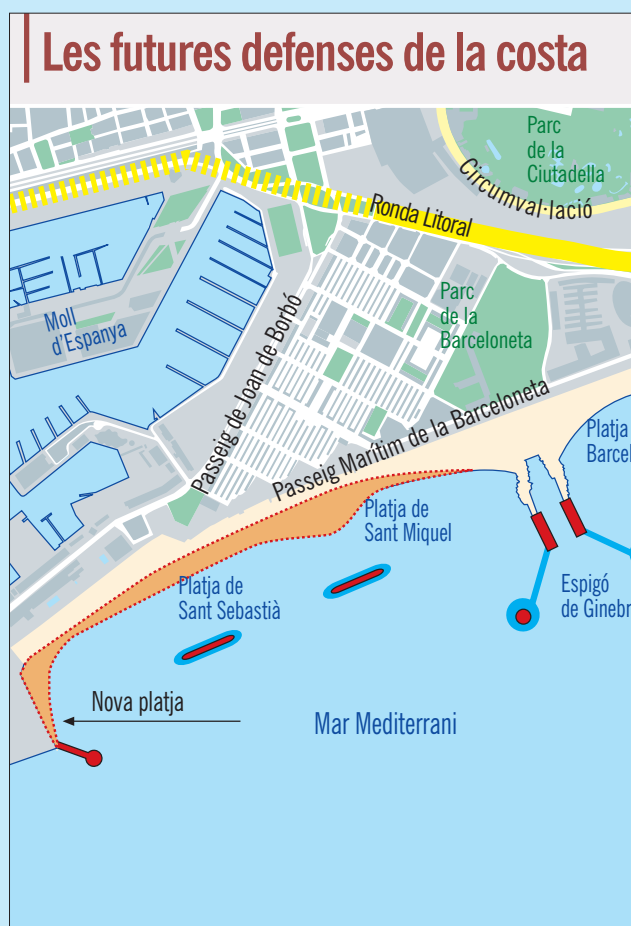 Les futures defenses de la costa
Parc
de la
Ciutadella
Circumval·lació
Ronda Litoral
Moll
d'Espanya
Parc
de la
Barceloneta
Passeig de Joan de Borbó
Passeig Marítim de la Barceloneta
Platja
Barcel
Platja de
Sant Miquel
Platja de
Sant Sebastià
Espigó
de Ginebr
Nova platja
Mar Mediterrani